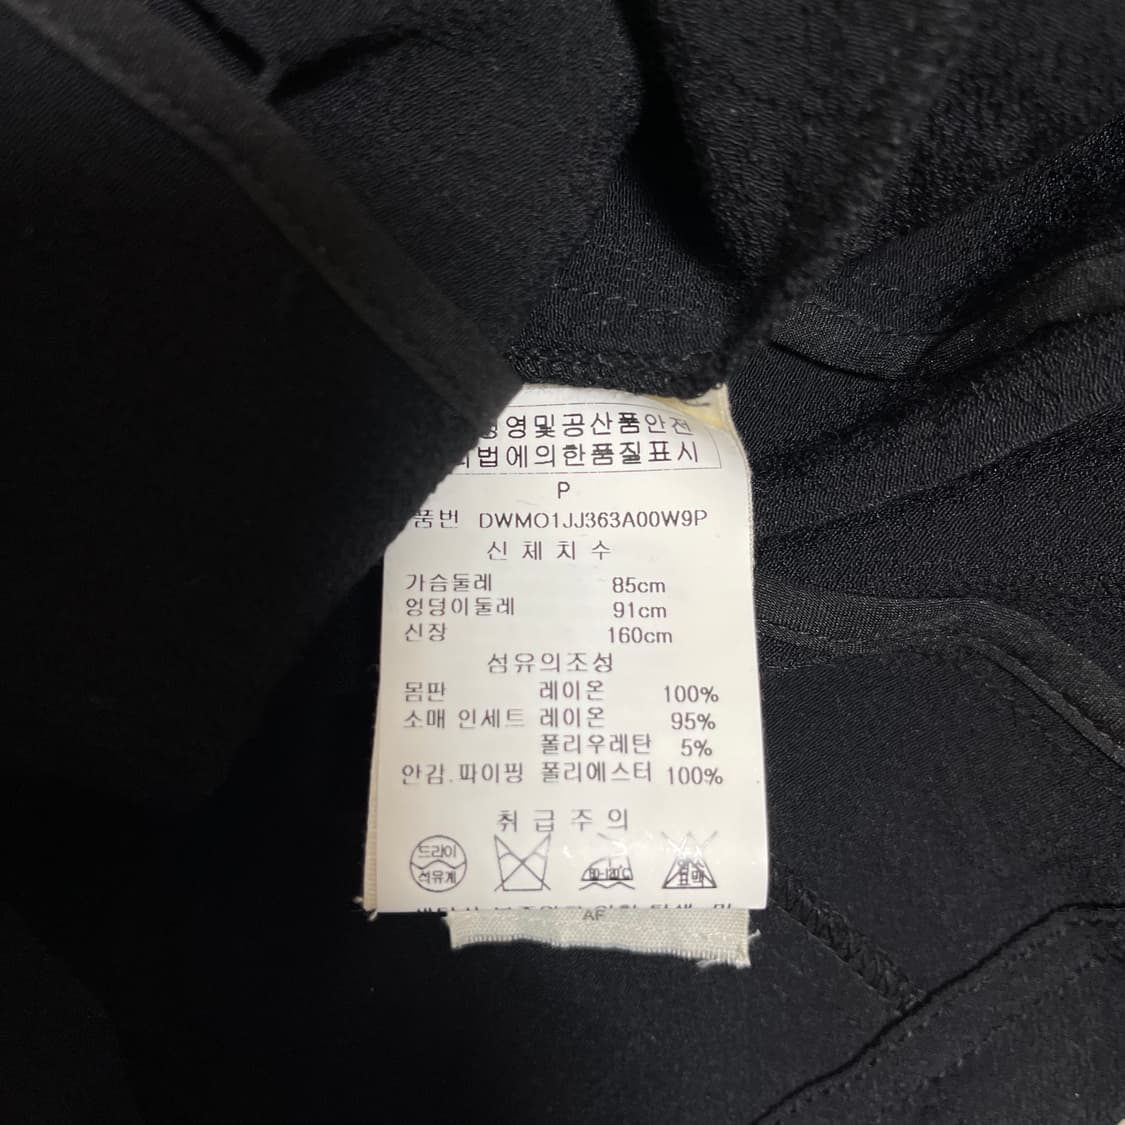 영및공산품안전
법에의한품질표시
P
품번 DWMO1JJ363A00W9P
신체치수
가슴둘레 85cm
엉덩이둘레 91cm
신장 160cm
섬유의조성
몸판 레이온 100%
소매 인세트 레이온 95%
폴리우레탄 5%
안감.파이핑 폴리에스터 100%
취급주의
드라이
석유계
AF